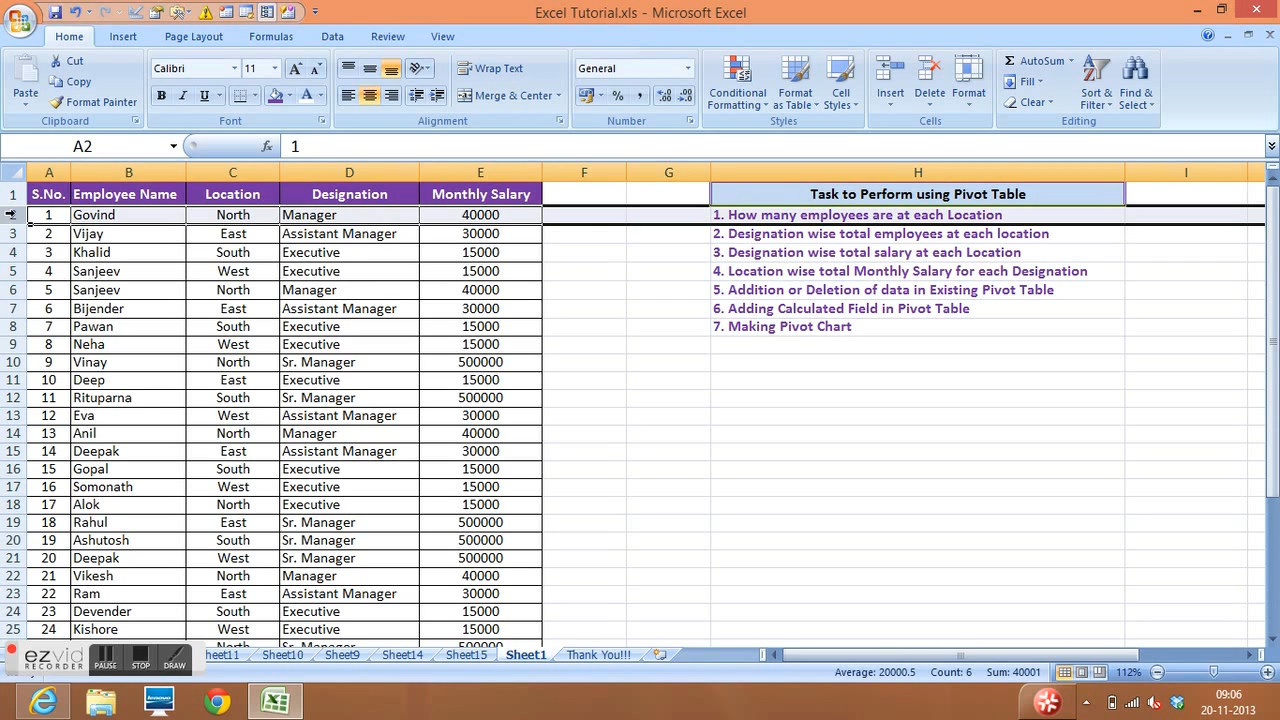 Excel Tutorial.xls - Microsoft Excel
Home Insert Page Layout Formulas Data Review View
Paste Cut Copy Format Painter Clipboard
Calibri 11 B I U A Font
Wrap Text Merge & Center Alignment
General % , Number
Conditional Formatting Format as Table Cell Styles Styles
Insert Delete Format Cells
Σ AutoSum Fill Clear Sort & Filter Find & Select Editing
A2 fx 1
A B C D E F G H I
1 S.No. Employee Name Location Designation Monthly Salary Task to Perform using Pivot Table
1 Govind North Manager 40000 1. How many employees are at each Location
3 2 Vijay East Assistant Manager 30000 2. Designation wise total employees at each location
4 3 Khalid South Executive 15000 3. Designation wise total salary at each Location
5 4 Sanjeev West Executive 15000 4. Location wise total Monthly Salary for each Designation
6 5 Sanjeev North Manager 40000 5. Addition or Deletion of data in Existing Pivot Table
7 6 Bijender East Assistant Manager 30000 6. Adding Calculated Field in Pivot Table
8 7 Pawan South Executive 15000 7. Making Pivot Chart
9 8 Neha West Executive 15000
10 9 Vinay North Sr. Manager 500000
11 10 Deep East Executive 15000
12 11 Rituparna South Sr. Manager 500000
13 12 Eva West Assistant Manager 30000
14 13 Anil North Manager 40000
15 14 Deepak East Assistant Manager 30000
16 15 Gopal South Executive 15000
17 16 Somonath West Executive 15000
18 17 Alok North Executive 15000
19 18 Rahul East Sr. Manager 500000
20 19 Ashutosh South Sr. Manager 500000
21 20 Deepak West Sr. Manager 500000
22 21 Vikesh North Manager 40000
23 22 Ram East Assistant Manager 30000
24 23 Devender South Executive 15000
25 24 Kishore West Executive 15000
North Sr. Manager 500000
ezvid RECORDER PAUSE STOP DRAW
Sheet10 Sheet9 Sheet14 Sheet15 Sheet1 Thank You!!!
Average: 20000.5 Count: 6 Sum: 40001 112%
Lenovo
09:06
20-11-2013